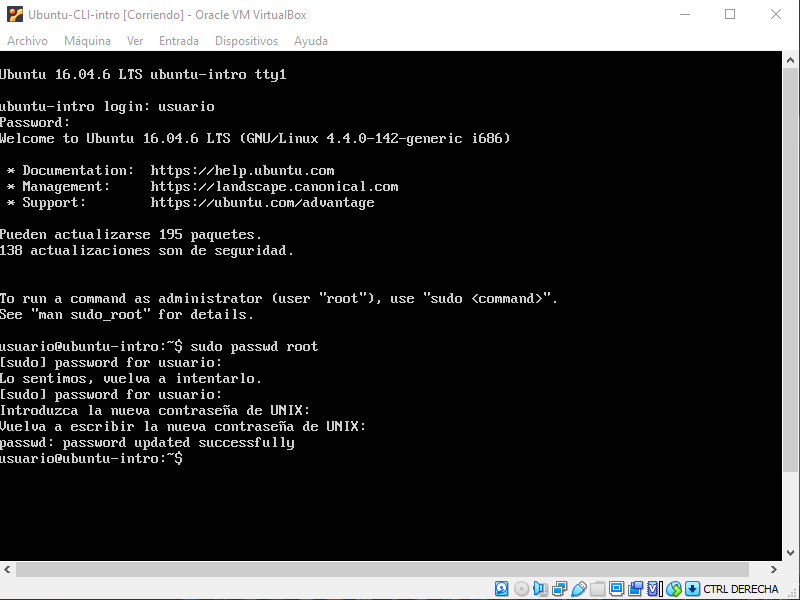 Ubuntu-CLI-intro [Corriendo] - Oracle VM VirtualBox
Archivo Máquina Ver Entrada Dispositivos Ayuda
Ubuntu 16.04.6 LTS ubuntu-intro tty1
ubuntu-intro login: usuario
Password:
Welcome to Ubuntu 16.04.6 LTS (GNU/Linux 4.4.0-142-generic i686)
* Documentation: https://help.ubuntu.com
* Management: https://landscape.canonical.com
* Support: https://ubuntu.com/advantage
Pueden actualizarse 195 paquetes.
138 actualizaciones son de seguridad.
To run a command as administrator (user "root"), use "sudo <command>".
See "man sudo_root" for details.
usuario@ubuntu-intro:~$ sudo passwd root
[sudo] password for usuario:
Lo sentimos, vuelva a intentarlo.
[sudo] password for usuario:
Introduzca la nueva contraseña de UNIX:
Vuelva a escribir la nueva contraseña de UNIX:
passwd: password updated successfully
usuario@ubuntu-intro:~$
CTRL DERECHA